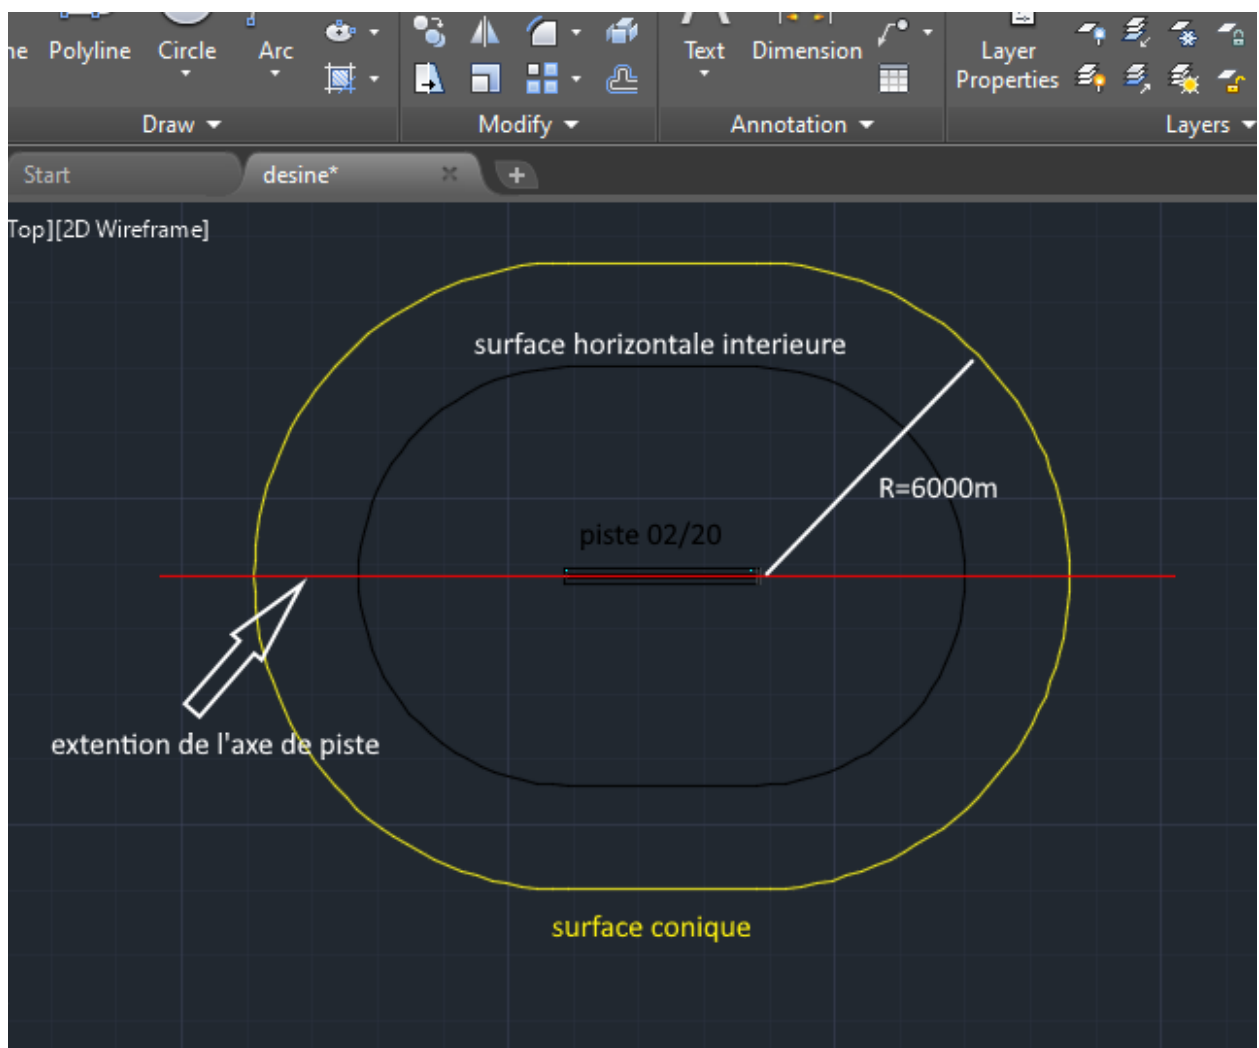 ne Polyline Circle Arc Text Dimension Layer
Properties
Draw Modify Annotation Layers
Start desine*
Top][2D Wireframe]
surface horizontale interieure
R=6000m
piste 02/20
extention de l'axe de piste
surface conique